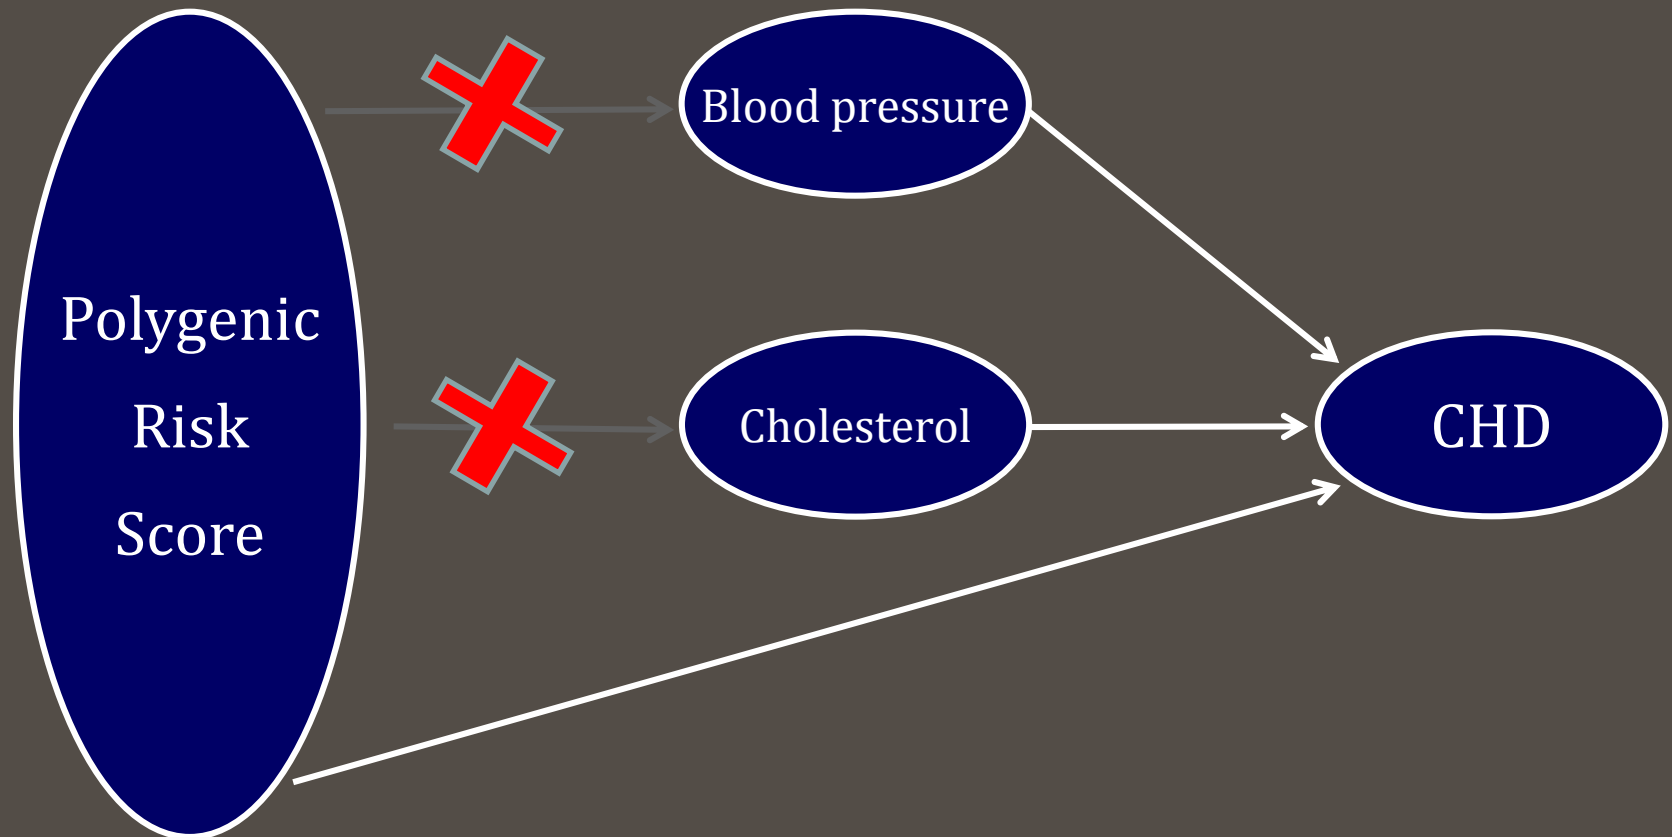 Polygenic
Risk
Score
Blood pressure
Cholesterol
CHD